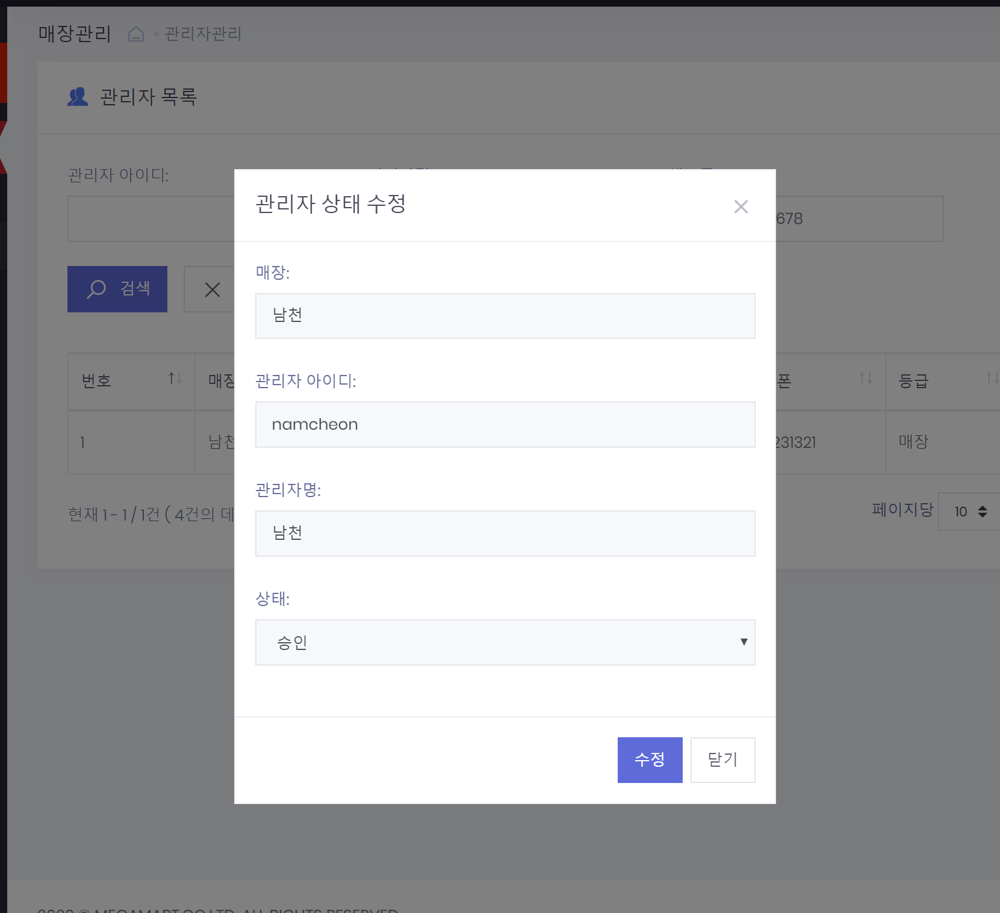 매장관리 관리자관리
관리자 목록
관리자 아이디:
678
검색
관리자 상태 수정
매장:
남천
관리자 아이디:
namcheon
관리자명:
남천
상태:
승인
수정 닫기
번호 매장 폰 등급
1 남천 231321 매장
현재 1 - 1 / 1건 ( 4건의 데
페이지당 10
2020 © MEGAMART CO.LTD. ALL RIGHTS RESERVED